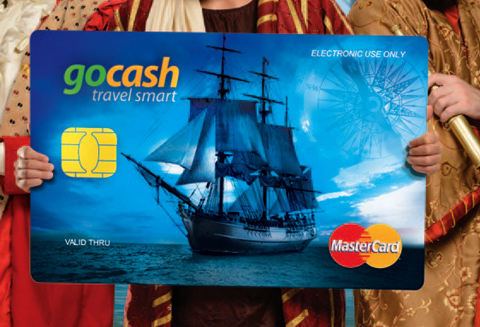 ELECTRONIC USE ONLY
gocash
travel smart
VALID THRU
MasterCard